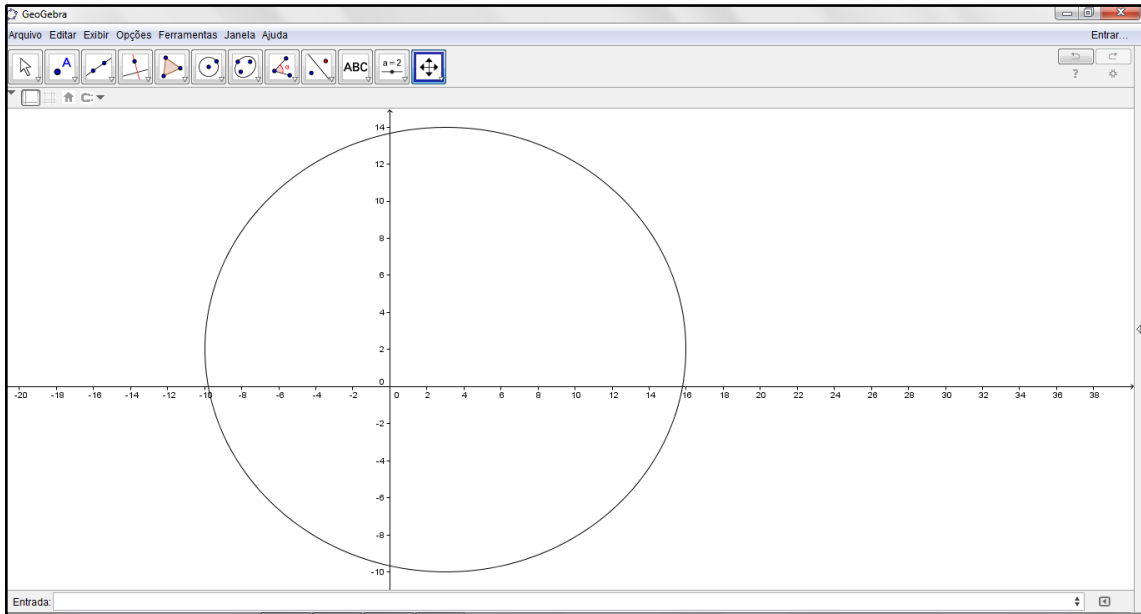 GeoGebra
Arquivo Editar Exibir Opções Ferramentas Janela Ajuda
Entrar...
A
α
ABC
a=2
?
14
12
10
8
6
4
2
0
-20 -18 -16 -14 -12 -10 -8 -6 -4 -2 0 2 4 6 8 10 12 14 16 18 20 22 24 26 28 30 32 34 36 38
-2
-4
-6
-8
-10
Entrada: